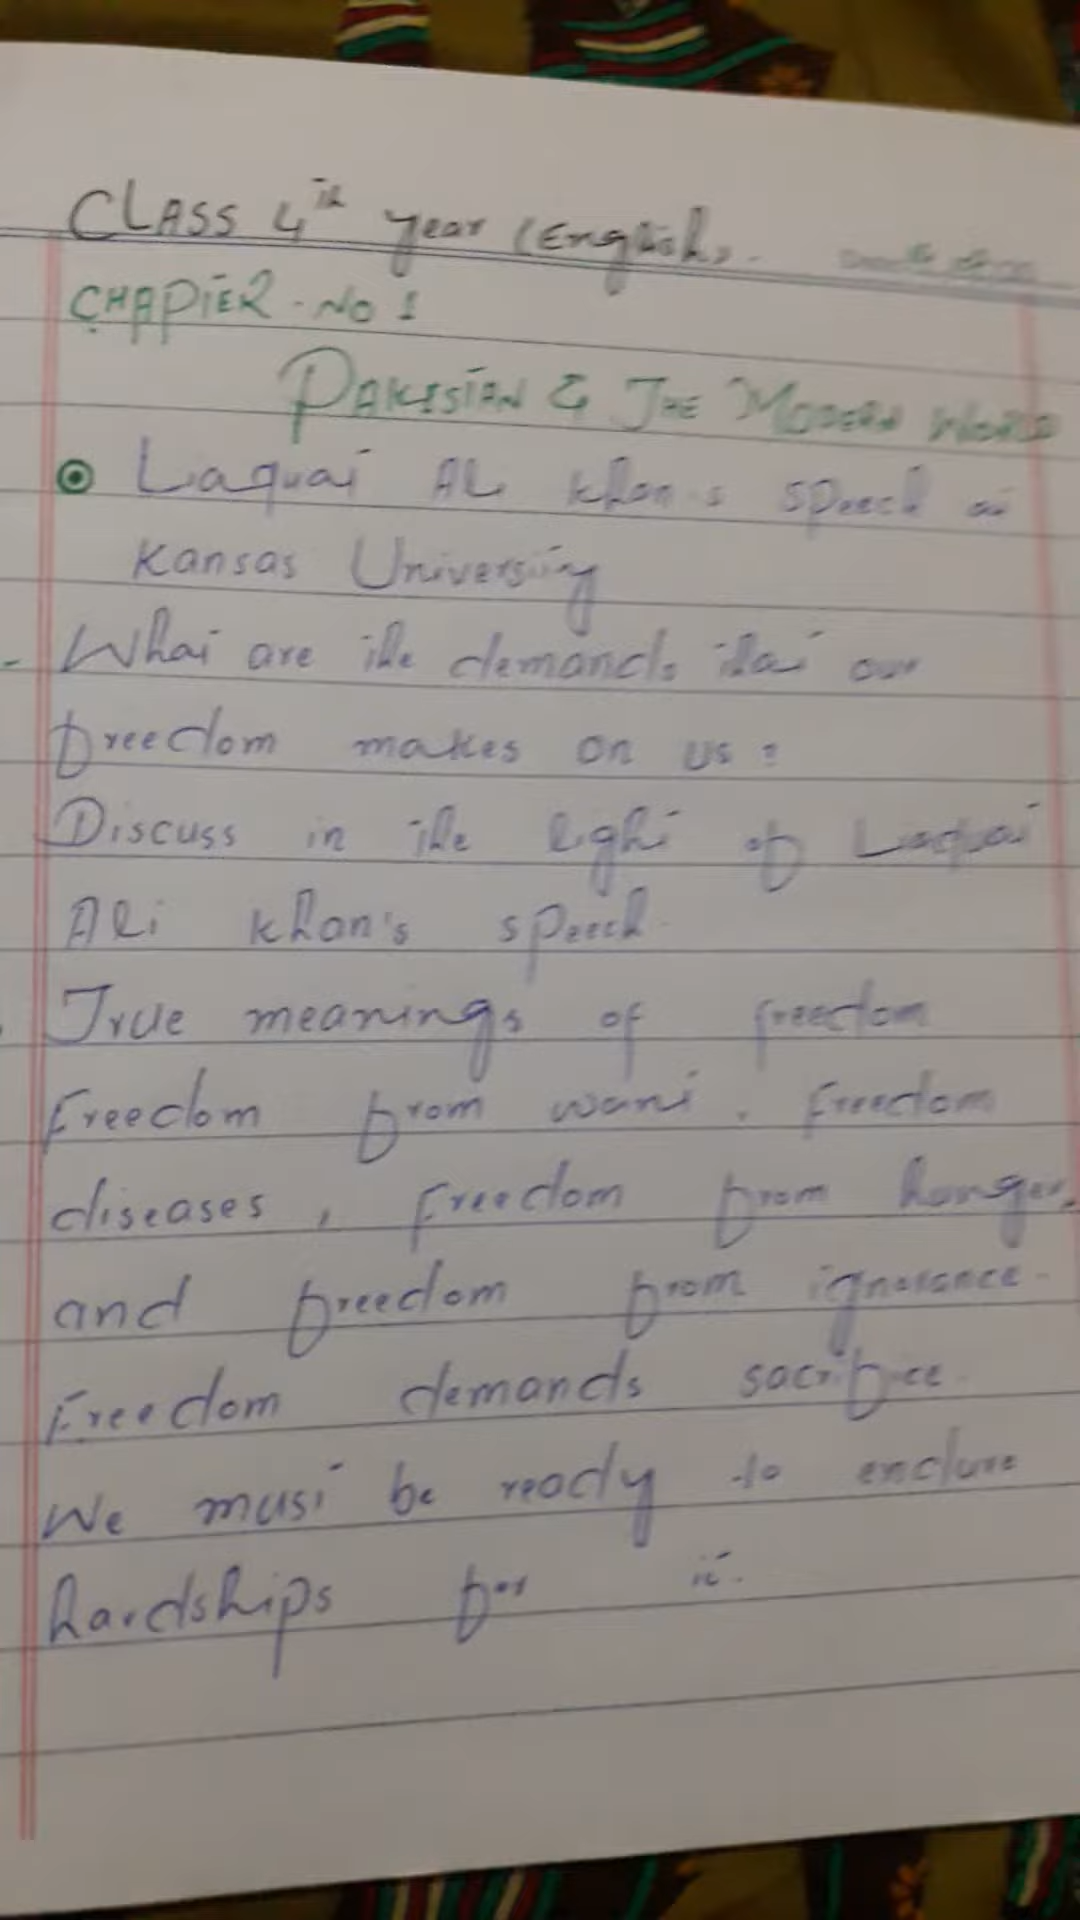 CLASS 4th year (English).
CHAPTER - No 1
PAKISTAN & THE MODERN WORLD
Laquat Ali Khan's speech at
Kansas University
What are the demands that our
freedom makes on us?
Discuss in the light of Laquat
Ali Khan's speech.
True meanings of freedom
Freedom from want, freedom
diseases, freedom from hunger,
and freedom from ignorance.
Freedom demands sacrifice.
We must be ready to endure
hardships for it.